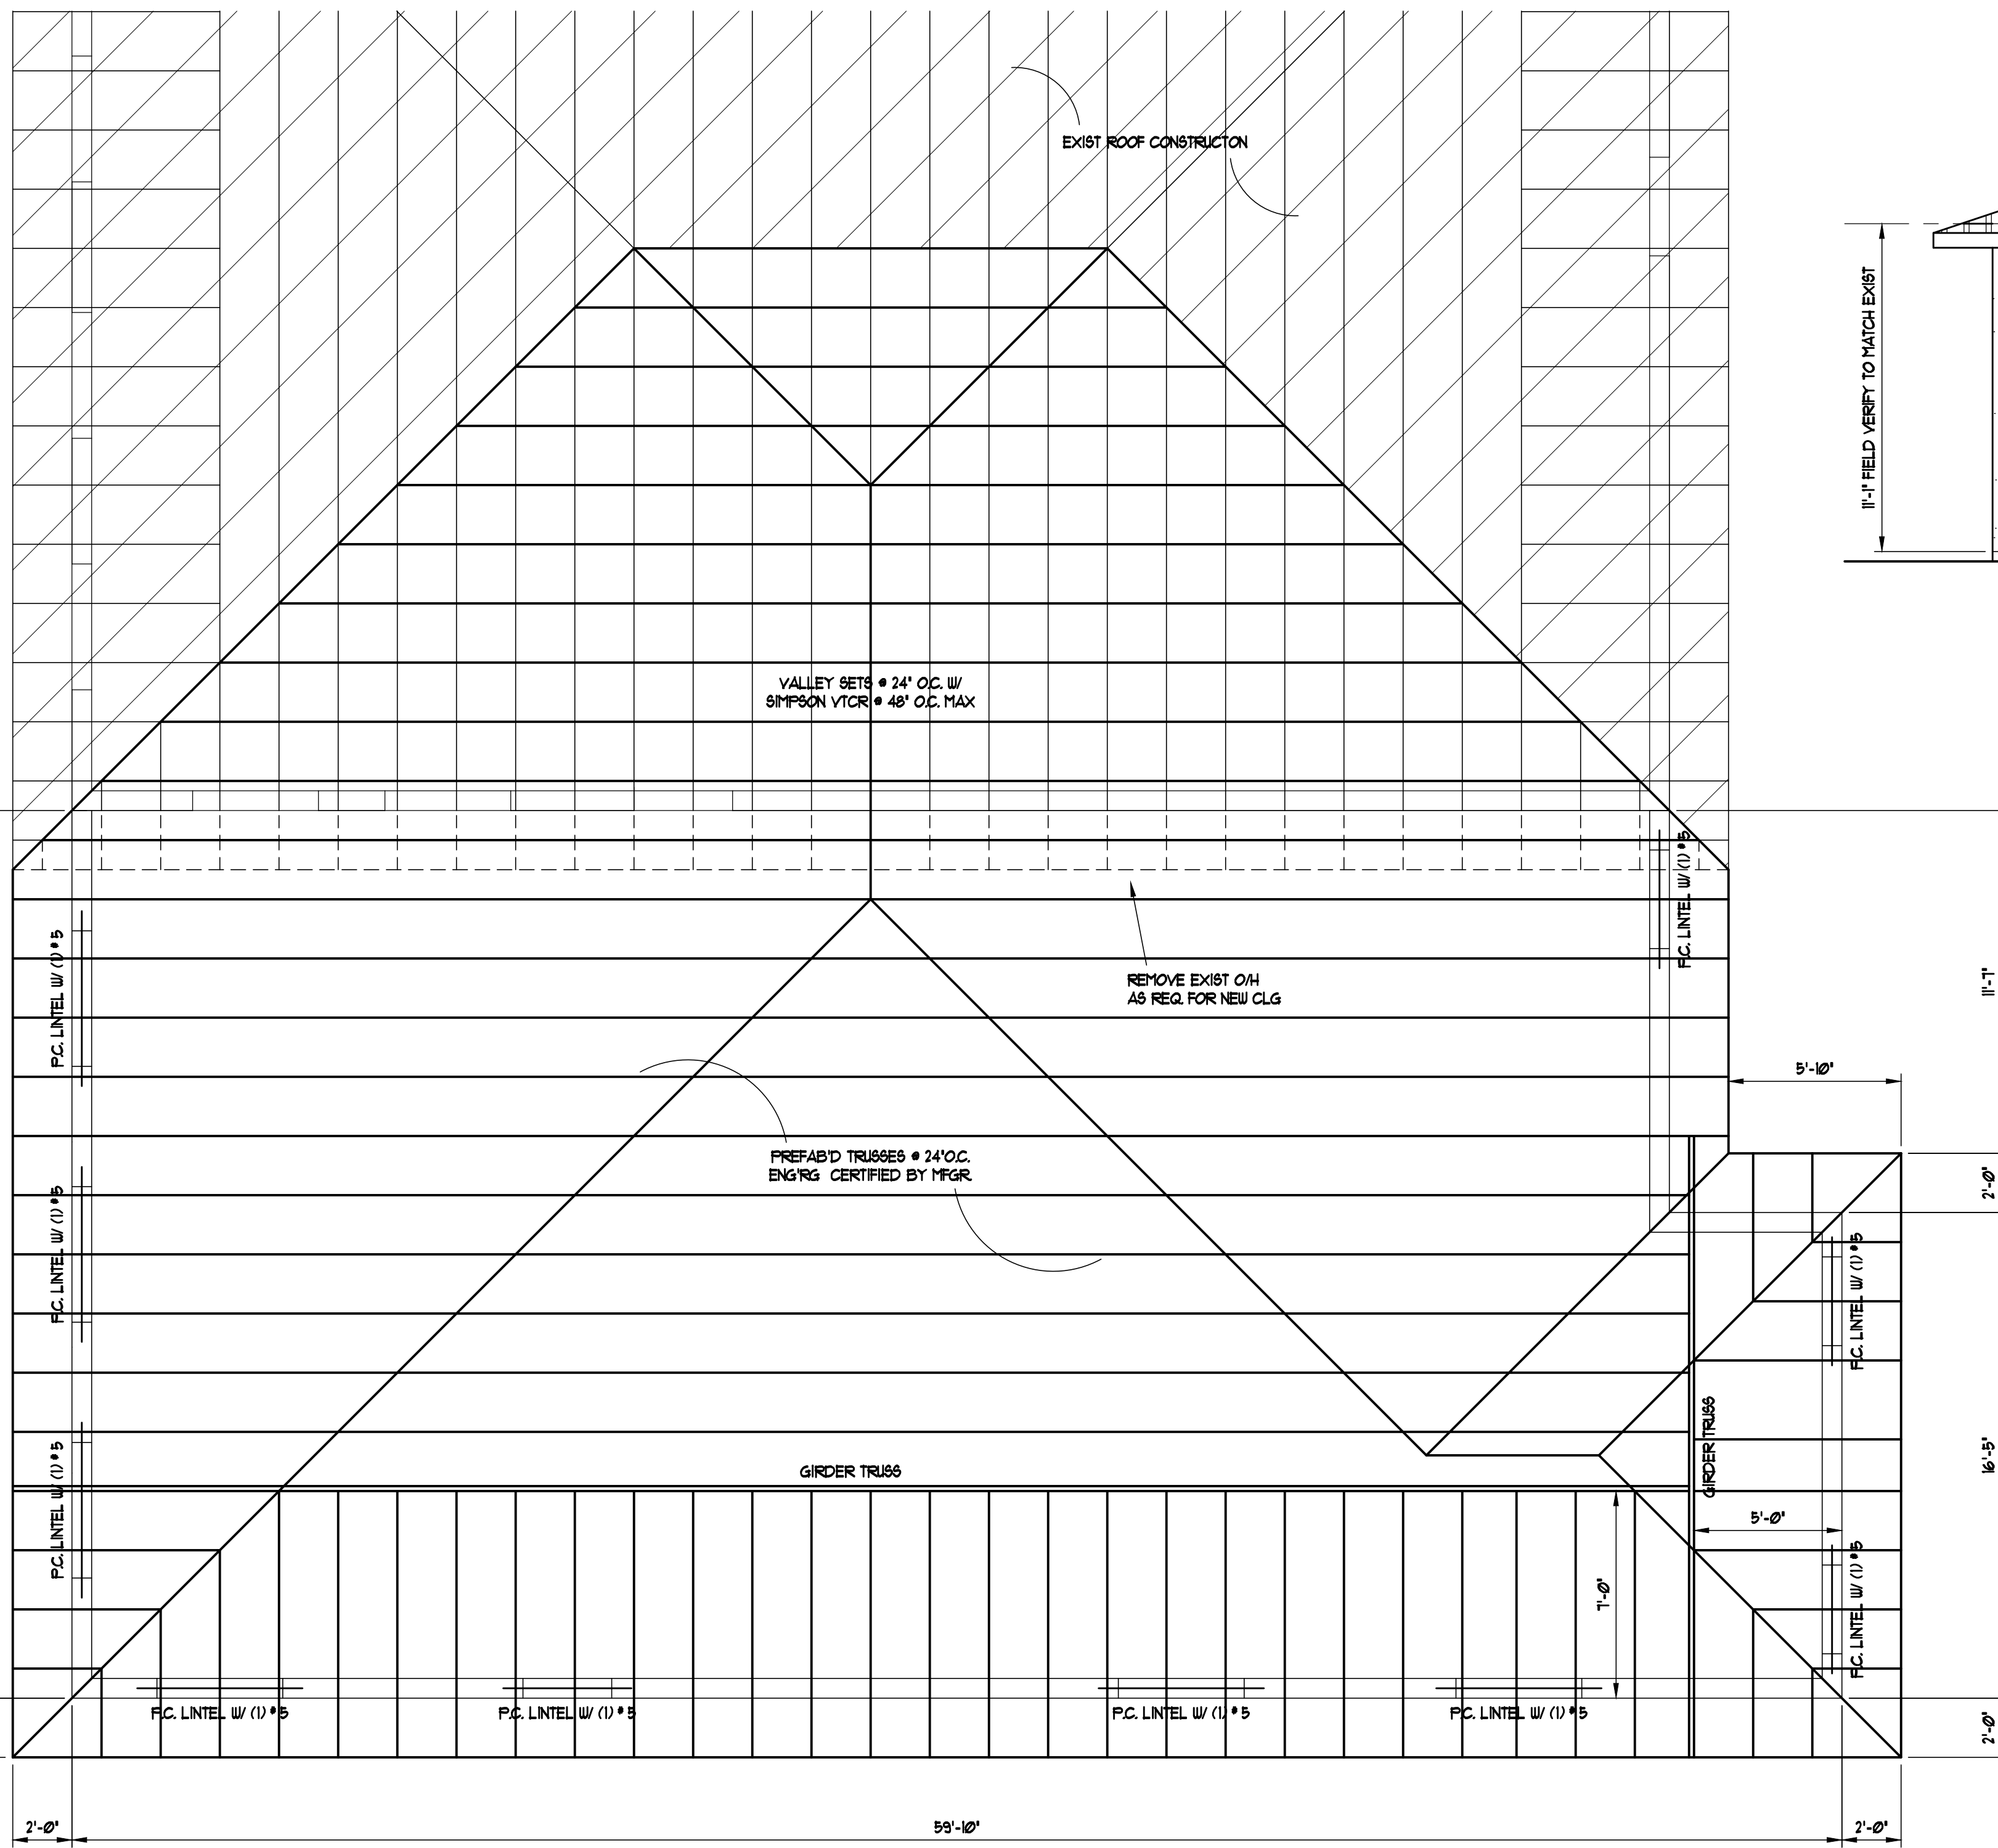 EXIST ROOF CONSTRUCTON
11'-1" FIELD VERIFY TO MATCH EXIST
VALLEY SETS @ 24" O.C. W/
SIMPSON VTCR @ 48" O.C. MAX
P.C. LINTEL W/ (1) #5
P.C. LINTEL W/ (1) #5
REMOVE EXIST O/H
AS REQ. FOR NEW CLG
11'-7"
5'-10"
PREFAB'D TRUSSES @ 24"O.C.
ENG'RG CERTIFIED BY MFGR.
2'-0"
P.C. LINTEL W/ (1) #5
P.C. LINTEL W/ (1) #5
GIRDER TRUSS
GIRDER TRUSS
16'-5"
P.C. LINTEL W/ (1) #5
5'-0"
7'-0"
P.C. LINTEL W/ (1) #5
P.C. LINTEL W/ (1) #5
P.C. LINTEL W/ (1) #5
P.C. LINTEL W/ (1) #5
P.C. LINTEL W/ (1) #5
2'-0"
2'-0"
59'-10"
2'-0"